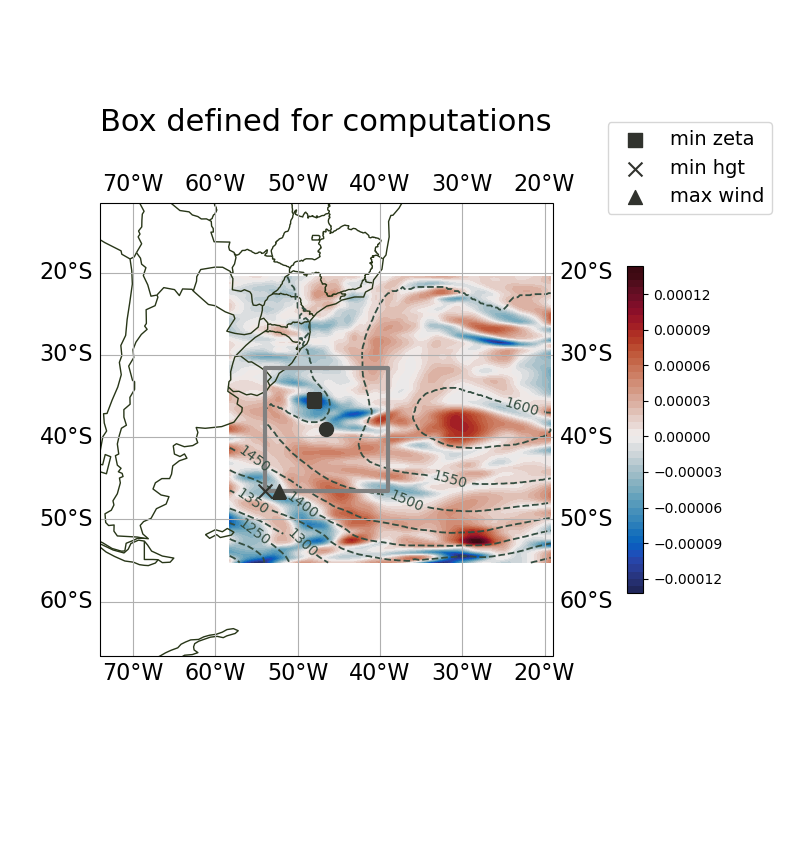 Box defined for computations
min zeta
min hgt
max wind
70°W 60°W 50°W 40°W 30°W 20°W
20°S 20°S
30°S 30°S
40°S 40°S
50°S 50°S
60°S 60°S
70°W 60°W 50°W 40°W 30°W 20°W
1600
1550
1500
1450
1400
1350
1300
1250
0.00012
0.00009
0.00006
0.00003
0.00000
−0.00003
−0.00006
−0.00009
−0.00012